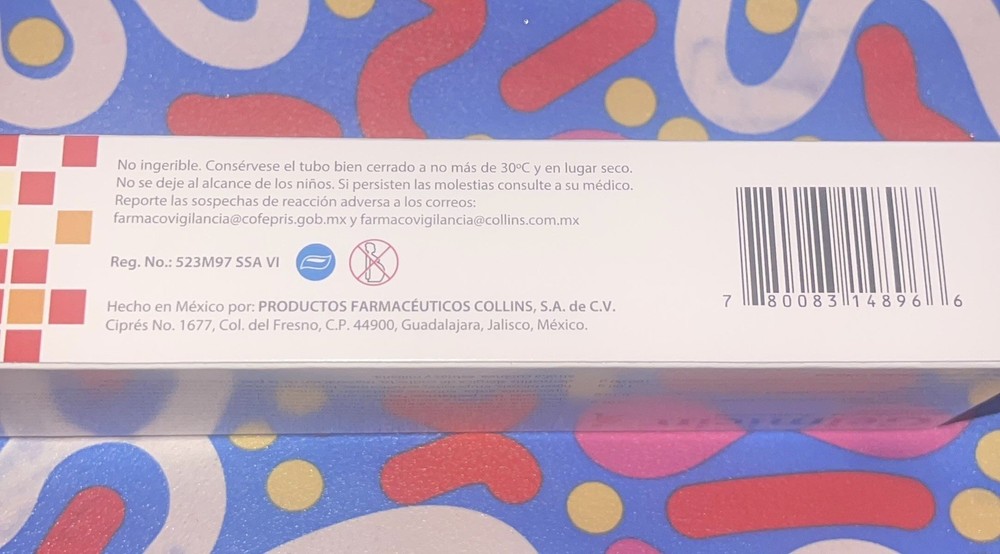 No ingerible. Consérvese el tubo bien cerrado a no más de 30ºC y en lugar seco.
No se deje al alcance de los niños. Si persisten las molestias consulte a su médico.
Reporte las sospechas de reacción adversa a los correos:
farmacovigilancia@cofepris.gob.mx y farmacovigilancia@collins.com.mx
Reg. No.: 523M97 SSA VI
Hecho en México por: PRODUCTOS FARMACÉUTICOS COLLINS, S.A. de C.V.
Ciprés No. 1677, Col. del Fresno, C.P. 44900, Guadalajara, Jalisco, México.
7 80083 14896 6